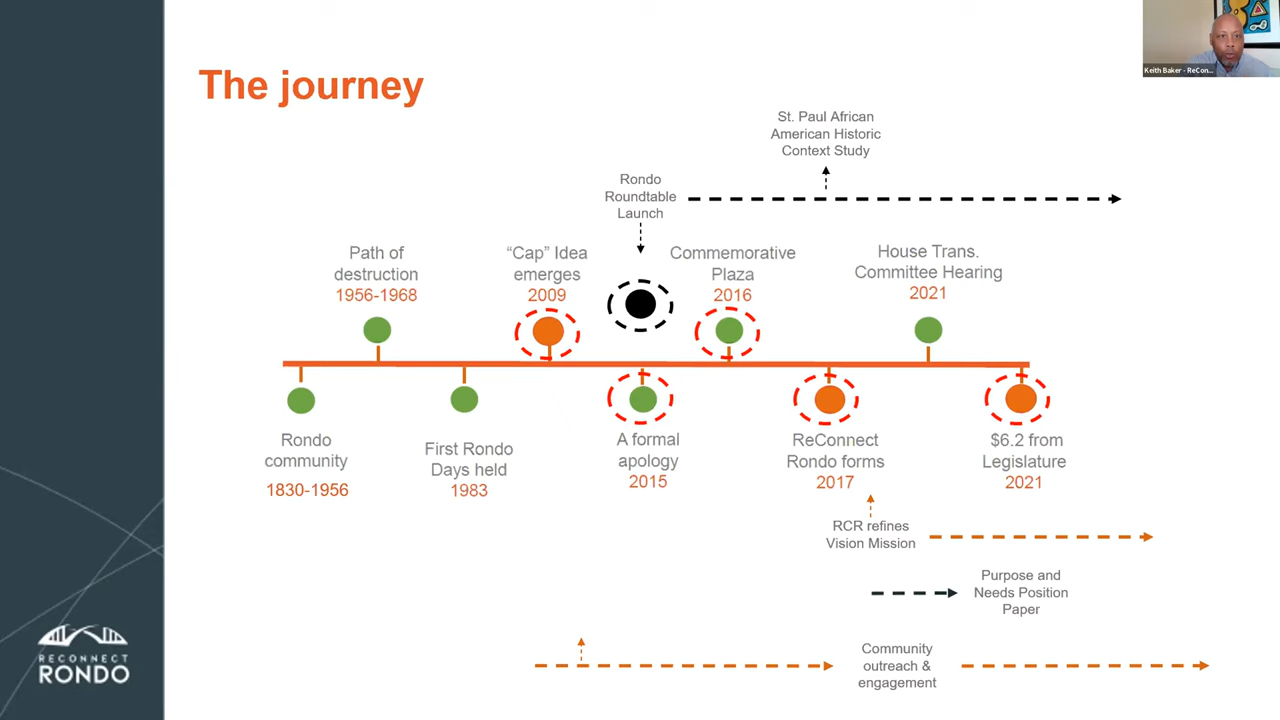 The journey
Keith Baker - ReCon...
St. Paul African
American Historic
Context Study
Rondo
Roundtable
Launch
Path of
destruction
1956-1968
“Cap” Idea
emerges
2009
Commemorative
Plaza
2016
House Trans.
Committee Hearing
2021
Rondo
community
1830-1956
First Rondo
Days held
1983
A formal
apology
2015
ReConnect
Rondo forms
2017
$6.2 from
Legislature
2021
RCR refines
Vision Mission
Purpose and
Needs Position
Paper
Community
outreach &
engagement
RECONNECT
RONDO